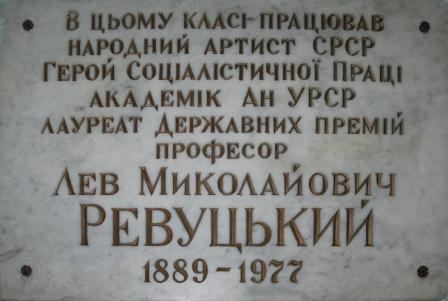 В ЦЬОМУ КЛАСІ ПРАЦЮВАВ
НАРОДНИЙ АРТИСТ СРСР
ГЕРОЙ СОЦІАЛІСТИЧНОЇ ПРАЦІ
АКАДЕМІК АН УРСР
ЛАУРЕАТ ДЕРЖАВНИХ ПРЕМІЙ
ПРОФЕСОР
ЛЕВ МИКОЛАЙОВИЧ
РЕВУЦЬКИЙ
1889-1977